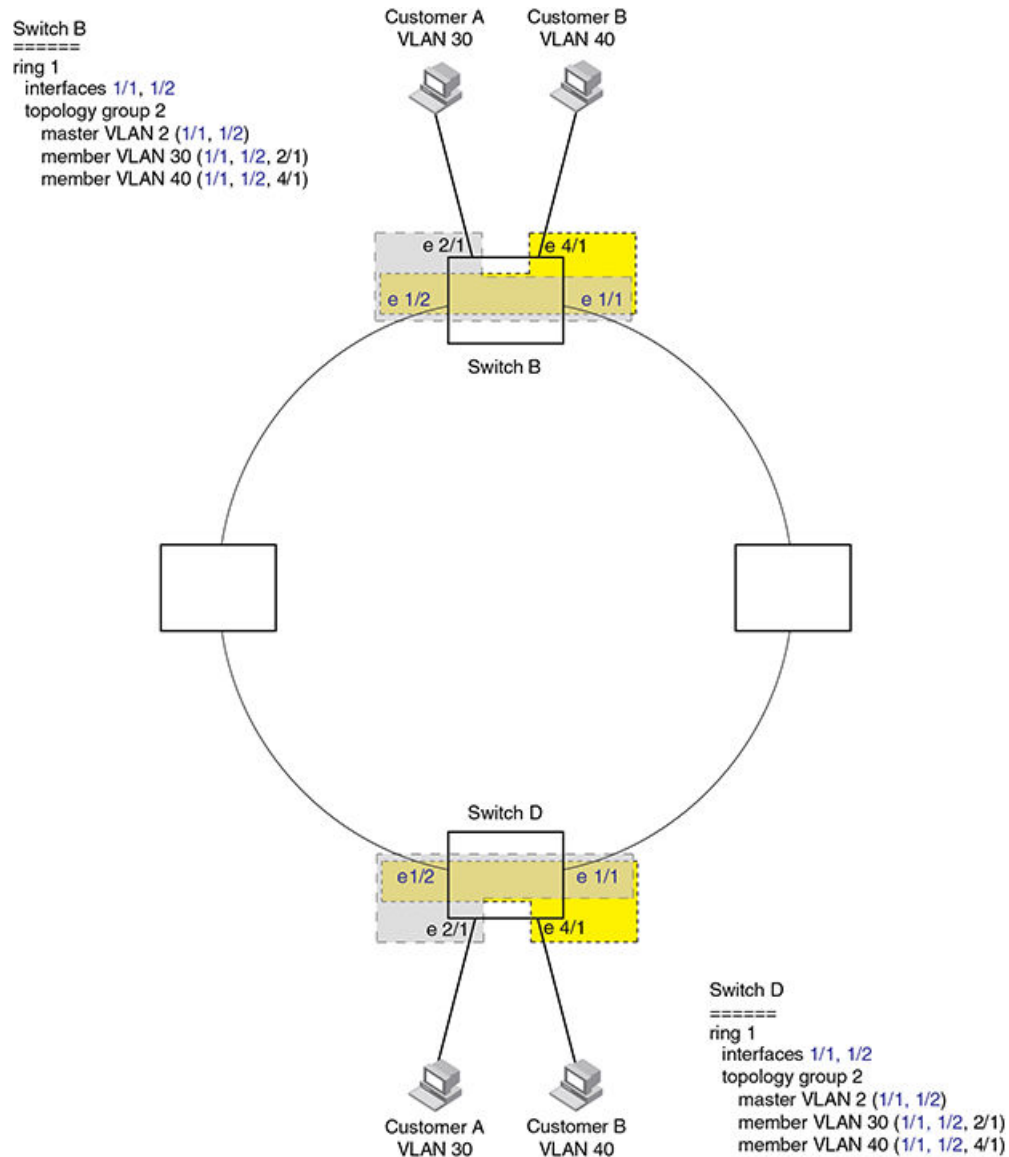 Switch B
======
ring 1
interfaces 1/1, 1/2
topology group 2
master VLAN 2 (1/1, 1/2)
member VLAN 30 (1/1, 1/2, 2/1)
member VLAN 40 (1/1, 1/2, 4/1)
Customer A
VLAN 30
Customer B
VLAN 40
e 2/1
e 4/1
e 1/2
e 1/1
Switch B
Switch D
e1/2
e 1/1
e 2/1
e 4/1
Customer A
VLAN 30
Customer B
VLAN 40
Switch D
======
ring 1
interfaces 1/1, 1/2
topology group 2
master VLAN 2 (1/1, 1/2)
member VLAN 30 (1/1, 1/2, 2/1)
member VLAN 40 (1/1, 1/2, 4/1)